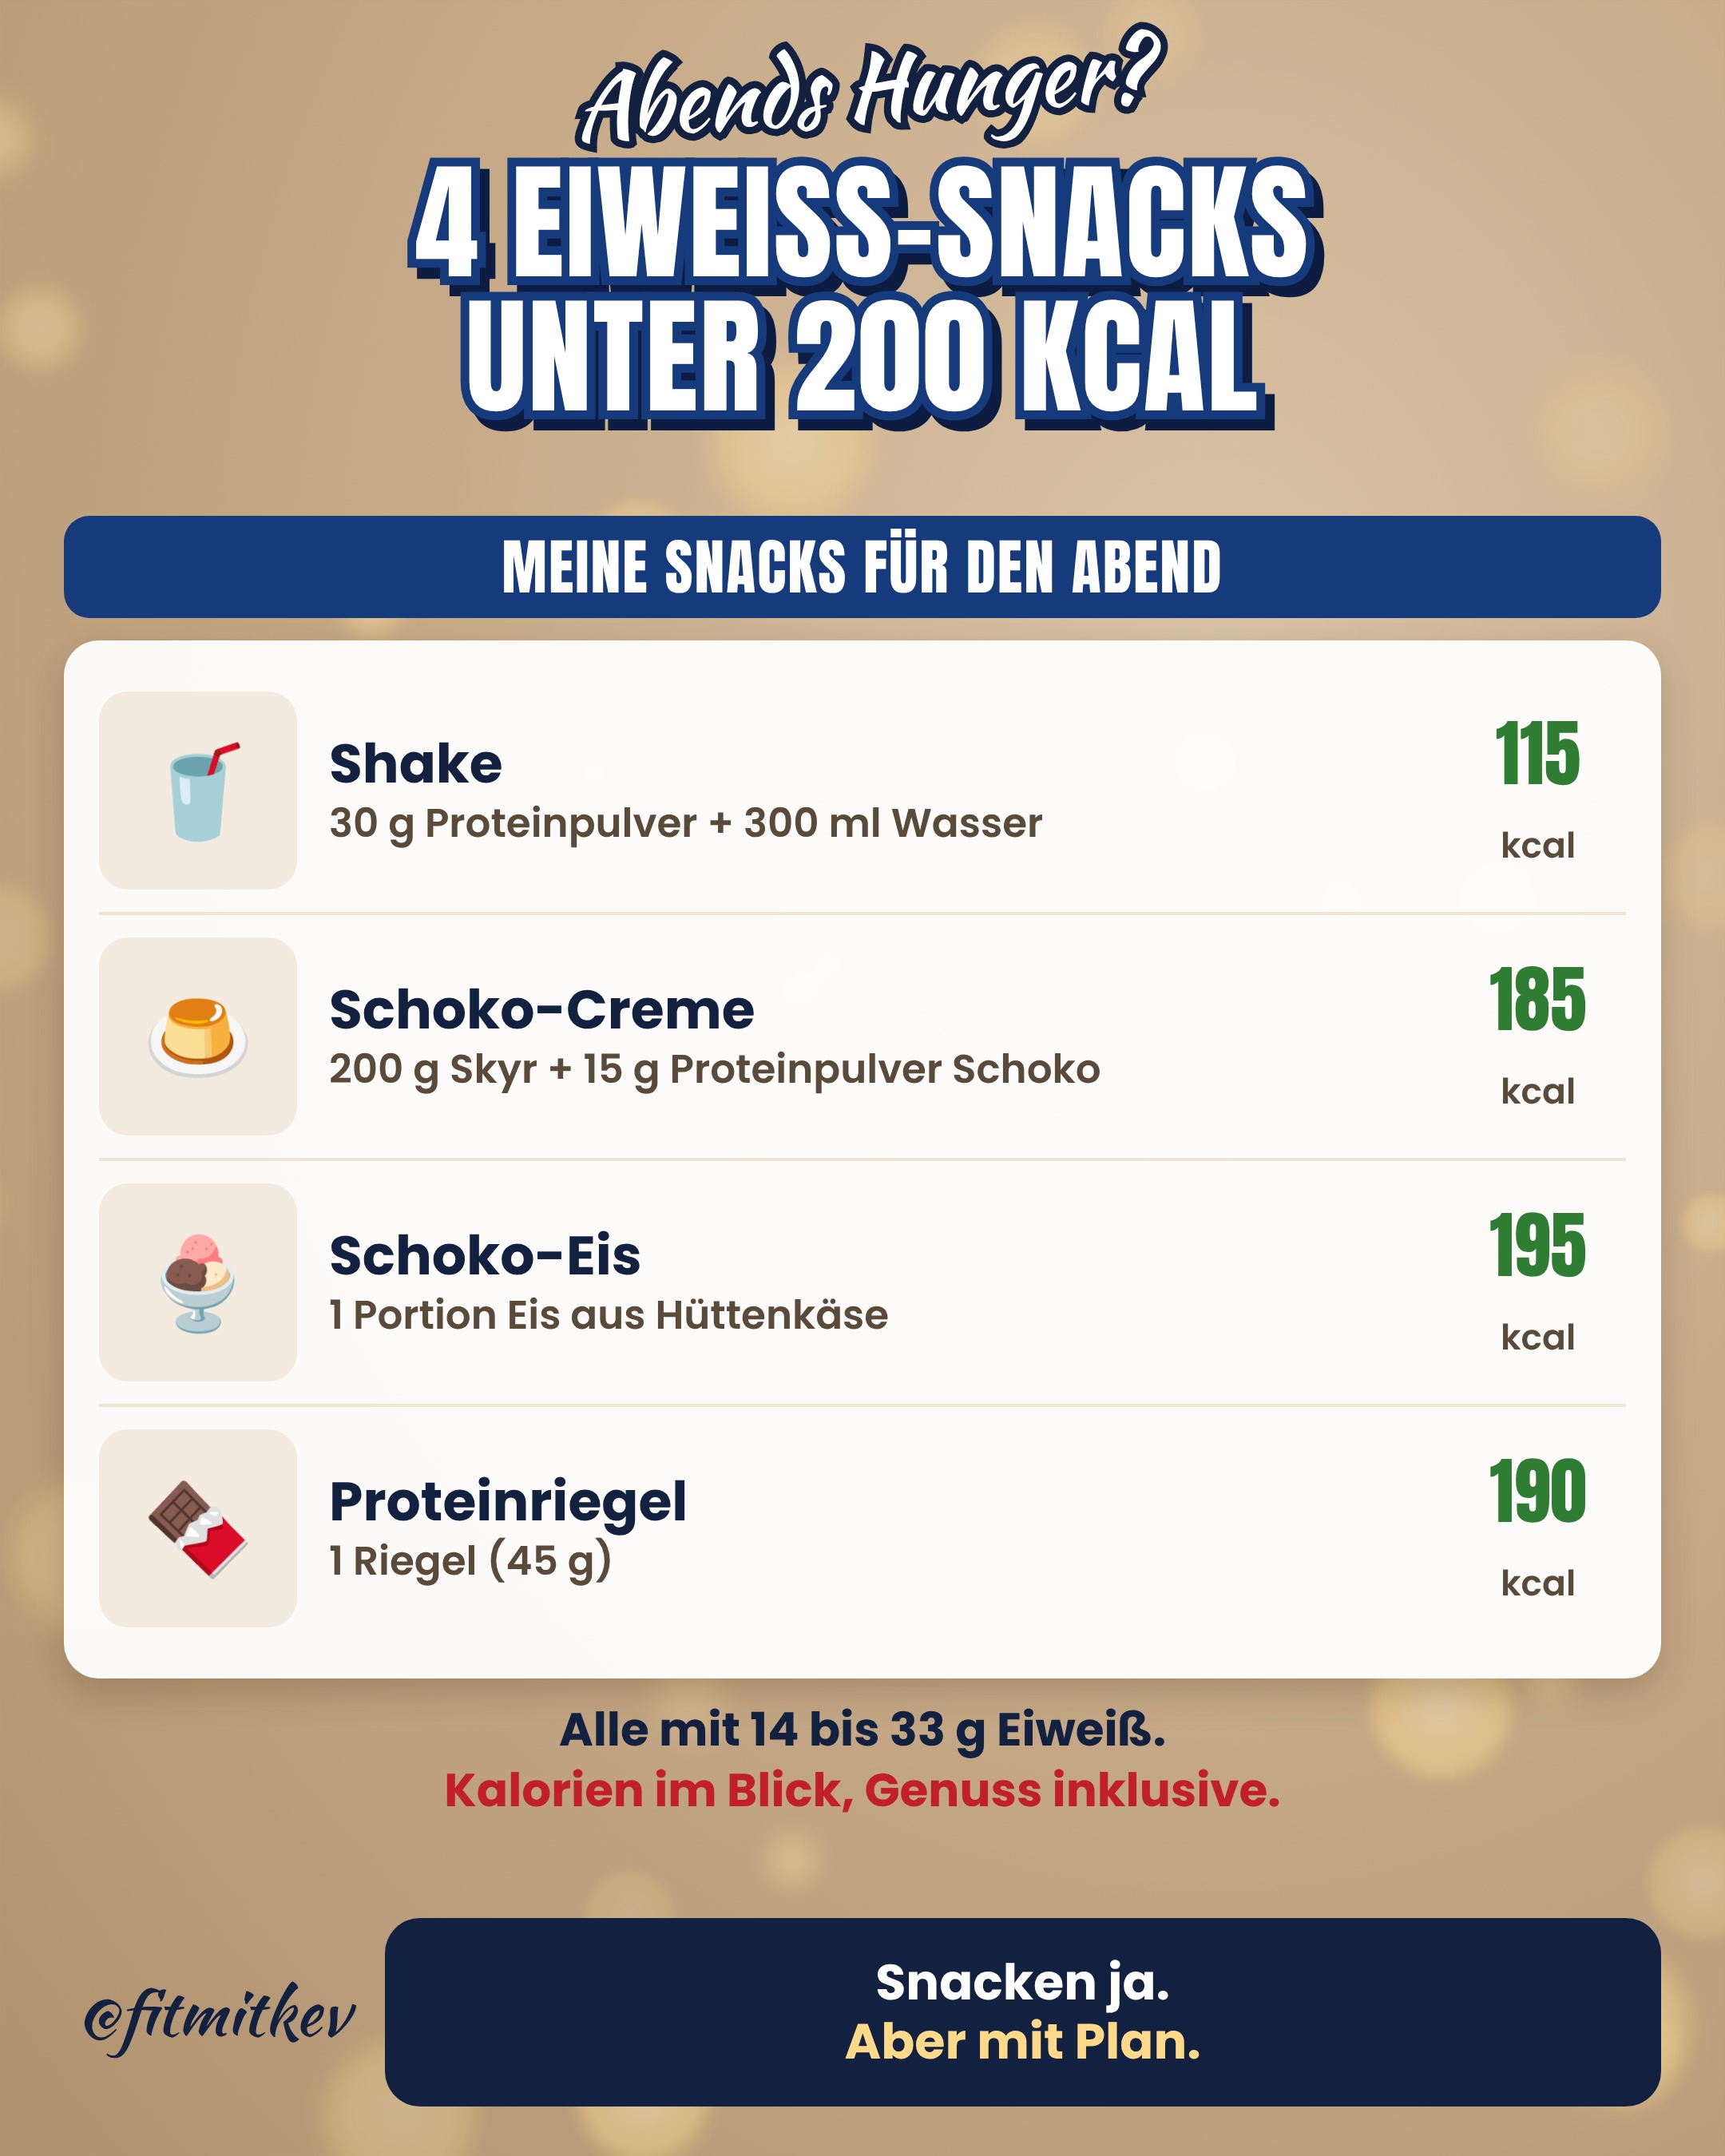 Abends Hunger?
4 EIWEISS-SNACKS
UNTER 200 KCAL
MEINE SNACKS FÜR DEN ABEND
Shake
30 g Proteinpulver + 300 ml Wasser
115
kcal
Schoko-Creme
200 g Skyr + 15 g Proteinpulver Schoko
185
kcal
Schoko-Eis
1 Portion Eis aus Hüttenkäse
195
kcal
Proteinriegel
1 Riegel (45 g)
190
kcal
Alle mit 14 bis 33 g Eiweiß.
Kalorien im Blick, Genuss inklusive.
@fitmitkev
Snacken ja.
Aber mit Plan.